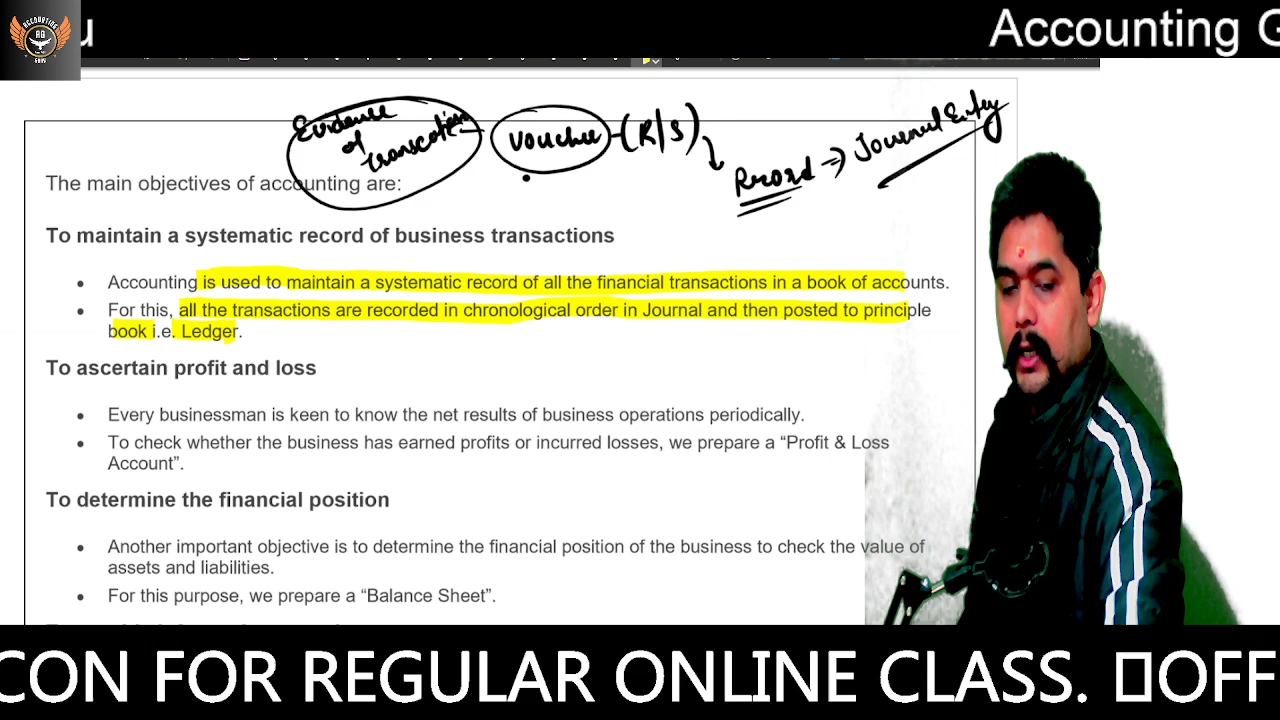 u
Accounting G
ACCOUNTING
AG
Evidence
of
transcation
Voucher - (R/S)
Record => Journal Entry
The main objectives of accounting are:
To maintain a systematic record of business transactions
• Accounting is used to maintain a systematic record of all the financial transactions in a book of accounts.
• For this, all the transactions are recorded in chronological order in Journal and then posted to principle
book i.e. Ledger.
To ascertain profit and loss
• Every businessman is keen to know the net results of business operations periodically.
• To check whether the business has earned profits or incurred losses, we prepare a “Profit & Loss
Account”.
To determine the financial position
• Another important objective is to determine the financial position of the business to check the value of
assets and liabilities.
• For this purpose, we prepare a “Balance Sheet”.
CON FOR REGULAR ONLINE CLASS. OFF